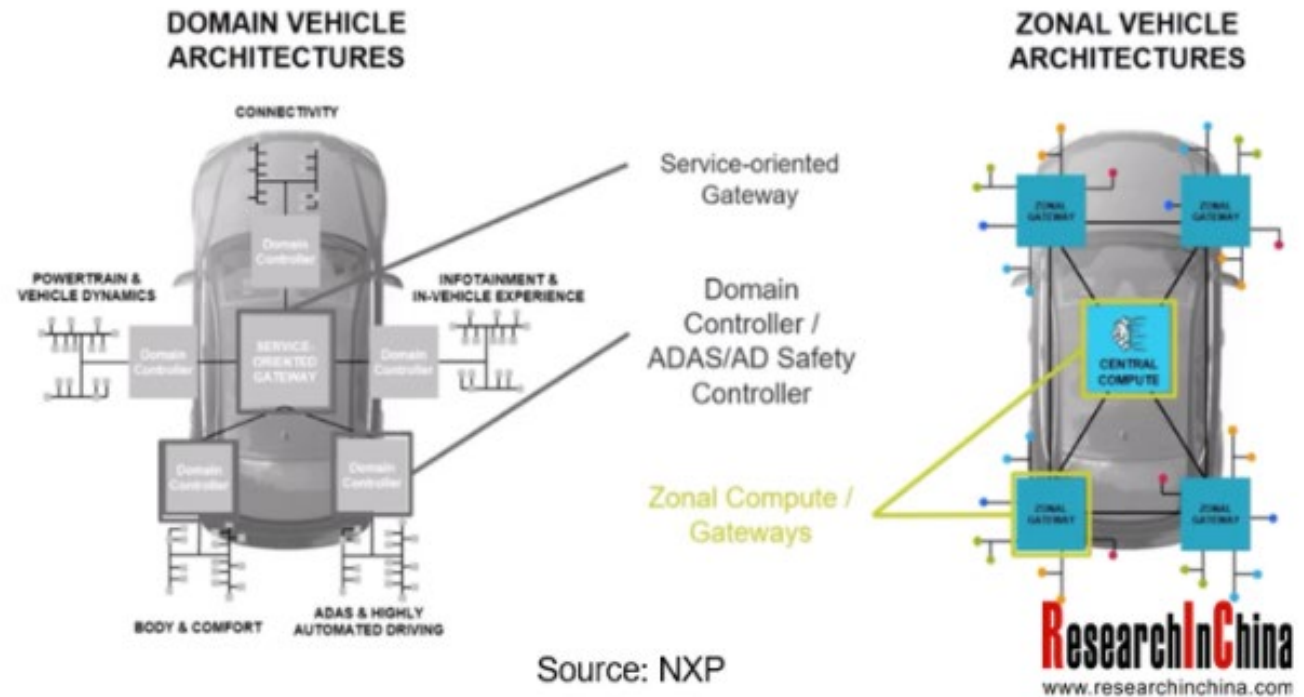 DOMAIN VEHICLE
ARCHITECTURES
CONNECTIVITY
Domain
Controller
POWERTRAIN &
VEHICLE DYNAMICS
INFOTAINMENT &
IN-VEHICLE EXPERIENCE
Domain
Controller
SERVICE-
ORIENTED
GATEWAY
Domain
Controller
Domain
Controller
Domain
Controller
BODY & COMFORT
ADAS & HIGHLY
AUTOMATED DRIVING
Service-oriented
Gateway
Domain
Controller /
ADAS/AD Safety
Controller
Zonal Compute /
Gateways
ZONAL VEHICLE
ARCHITECTURES
ZONAL
GATEWAY
ZONAL
GATEWAY
CENTRAL
COMPUTE
ZONAL
GATEWAY
ZONAL
GATEWAY
Source: NXP
ResearchInChina
www.researchinchina.com